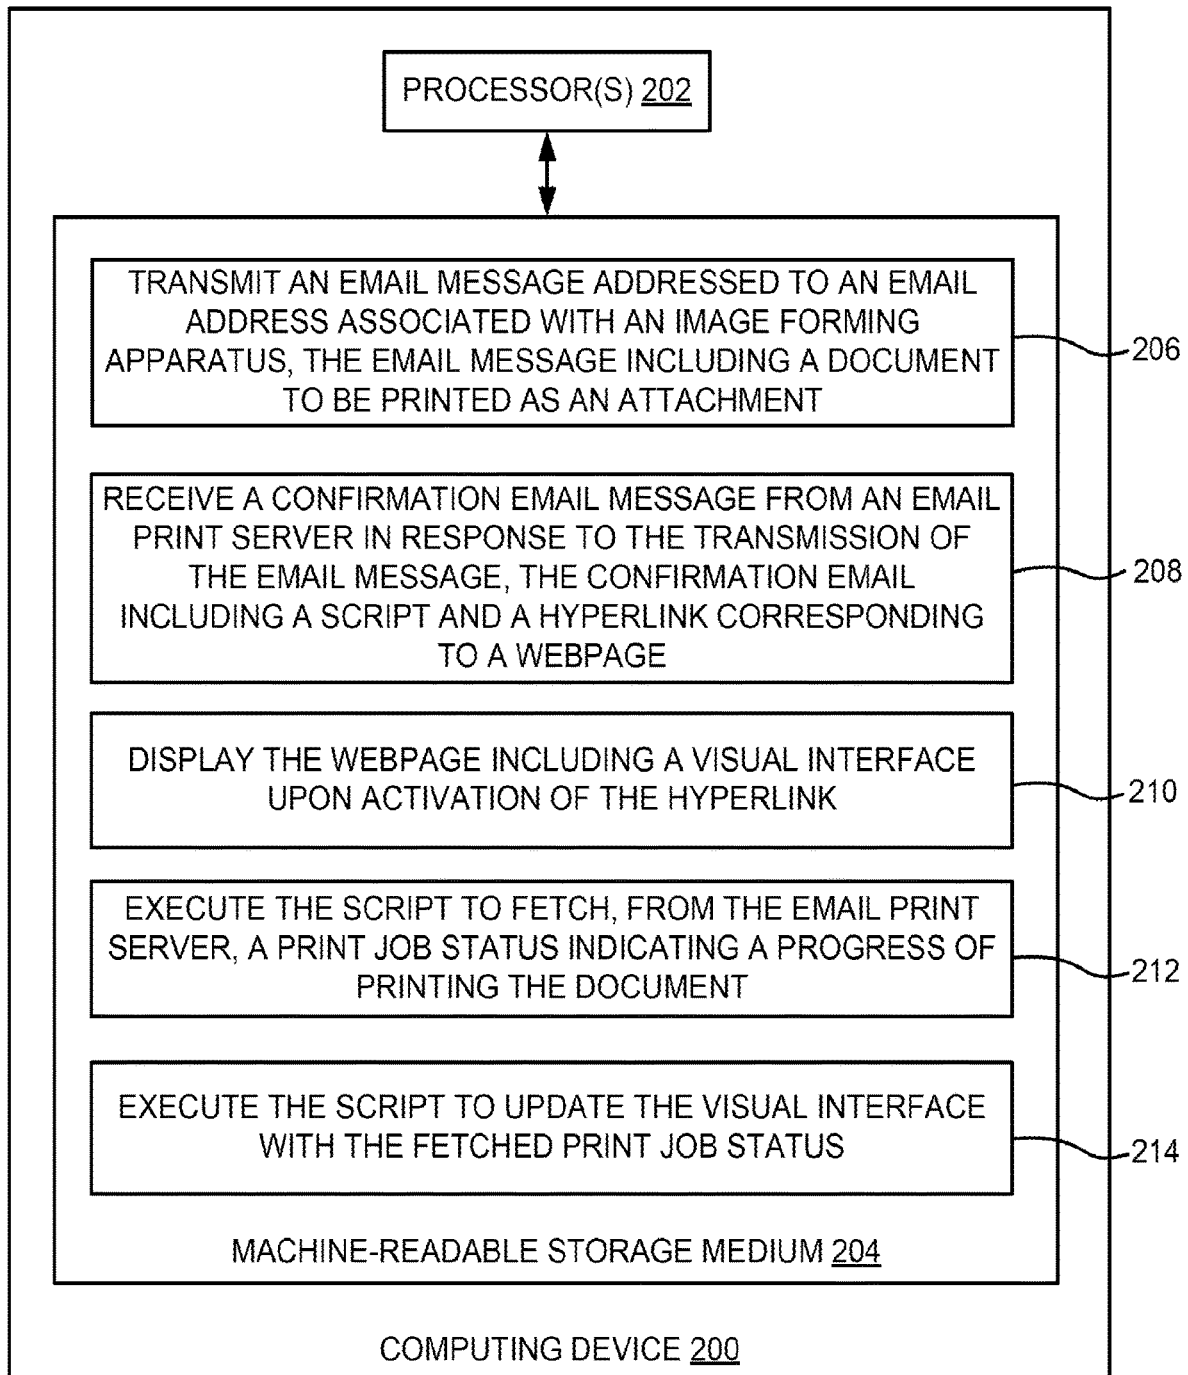 PROCESSOR(S) 202
TRANSMIT AN EMAIL MESSAGE ADDRESSED TO AN EMAIL
ADDRESS ASSOCIATED WITH AN IMAGE FORMING
APPARATUS, THE EMAIL MESSAGE INCLUDING A DOCUMENT
TO BE PRINTED AS AN ATTACHMENT
206
RECEIVE A CONFIRMATION EMAIL MESSAGE FROM AN EMAIL
PRINT SERVER IN RESPONSE TO THE TRANSMISSION OF
THE EMAIL MESSAGE, THE CONFIRMATION EMAIL
INCLUDING A SCRIPT AND A HYPERLINK CORRESPONDING
TO A WEBPAGE
208
DISPLAY THE WEBPAGE INCLUDING A VISUAL INTERFACE
UPON ACTIVATION OF THE HYPERLINK
210
EXECUTE THE SCRIPT TO FETCH, FROM THE EMAIL PRINT
SERVER, A PRINT JOB STATUS INDICATING A PROGRESS OF
PRINTING THE DOCUMENT
212
EXECUTE THE SCRIPT TO UPDATE THE VISUAL INTERFACE
WITH THE FETCHED PRINT JOB STATUS
214
MACHINE-READABLE STORAGE MEDIUM 204
COMPUTING DEVICE 200